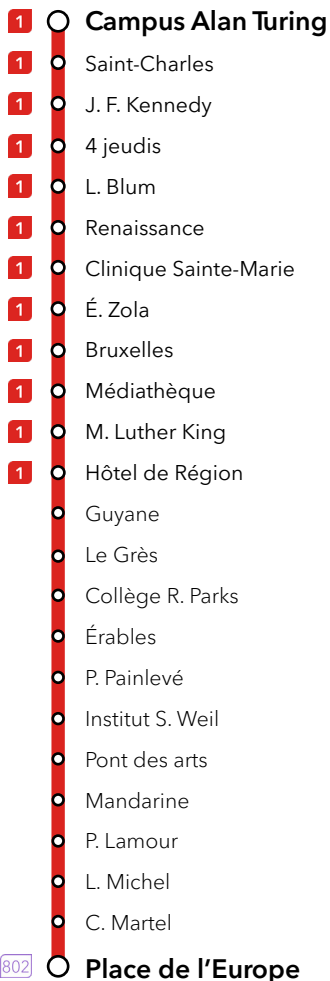 1 Campus Alan Turing
1 Saint-Charles
1 J. F. Kennedy
1 4 jeudis
1 L. Blum
1 Renaissance
1 Clinique Sainte-Marie
1 É. Zola
1 Bruxelles
1 Médiathèque
1 M. Luther King
1 Hôtel de Région
Guyane
Le Grès
Collège R. Parks
Érables
P. Painlevé
Institut S. Weil
Pont des arts
Mandarine
P. Lamour
L. Michel
C. Martel
802 Place de l'Europe